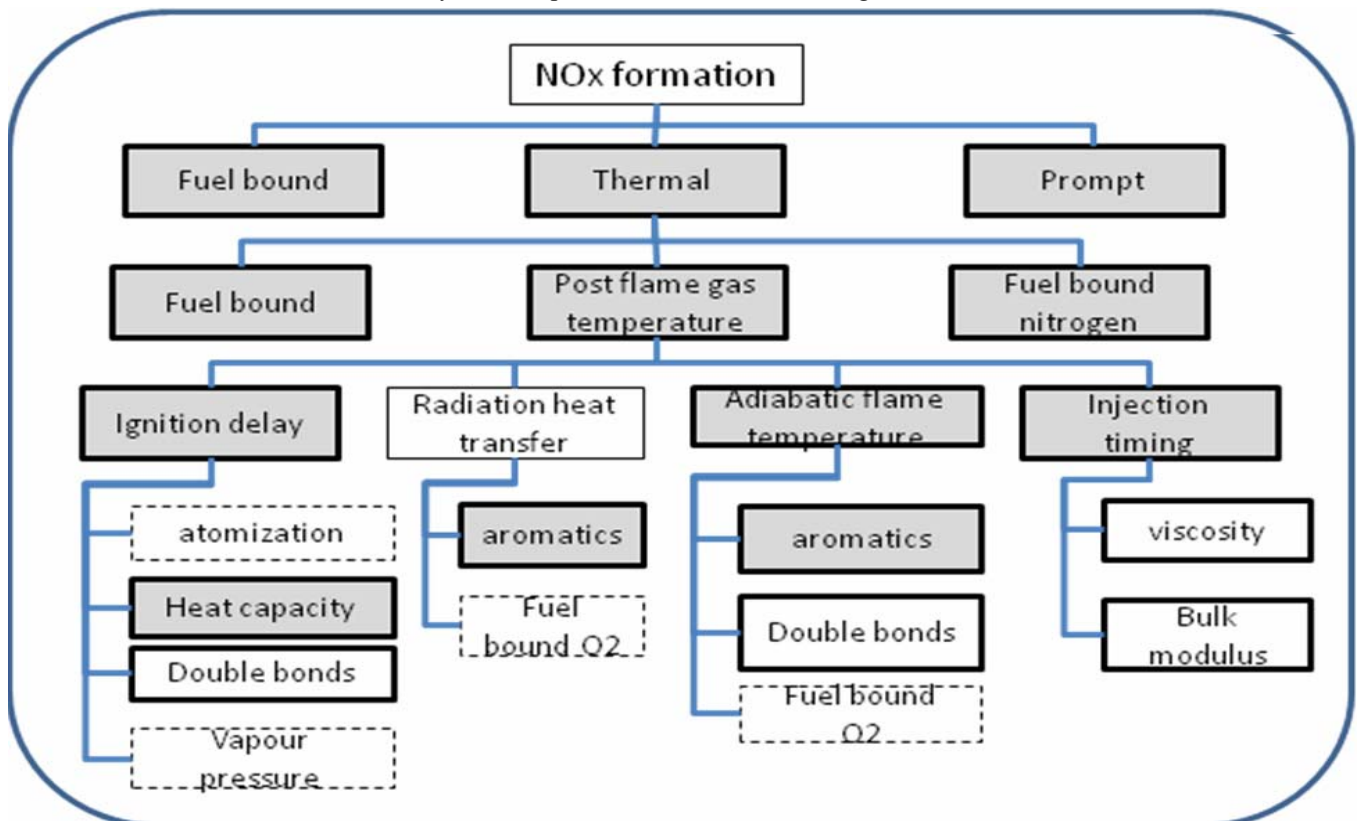 NOx formation
Fuel bound
Thermal
Prompt
Fuel bound
Post flame gas
temperature
Fuel bound
nitrogen
Ignition delay
Radiation heat
transfer
Adiabatic flame
temperature
Injection
timing
atomization
Heat capacity
Double bonds
Vapour
pressure
aromatics
Fuel
bound O2
aromatics
Double bonds
Fuel bound
O2
viscosity
Bulk
modulus